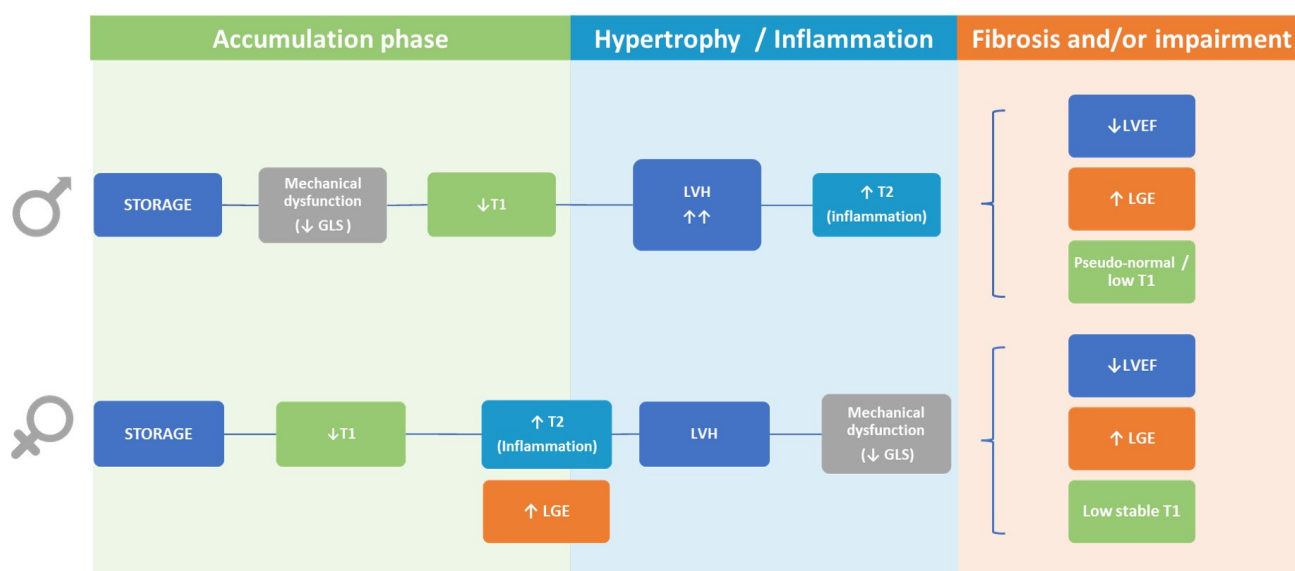 Accumulation phase
Hypertrophy / Inflammation
Fibrosis and/or impairment
STORAGE
Mechanical
dysfunction
(↓ GLS )
↓T1
LVH
↑↑
↑ T2
(inflammation)
↓LVEF
↑ LGE
Pseudo-normal /
low T1
STORAGE
↓T1
↑ T2
(Inflammation)
↑ LGE
LVH
Mechanical
dysfunction
(↓ GLS)
↓LVEF
↑ LGE
Low stable T1